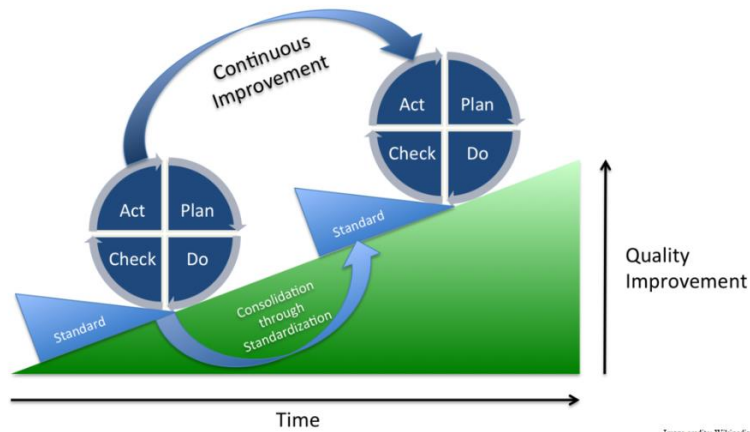 Continuous
Improvement
Act
Plan
Check
Do
Act
Plan
Check
Do
Standard
Standard
Consolidation
through
Standardization
Quality
Improvement
Time